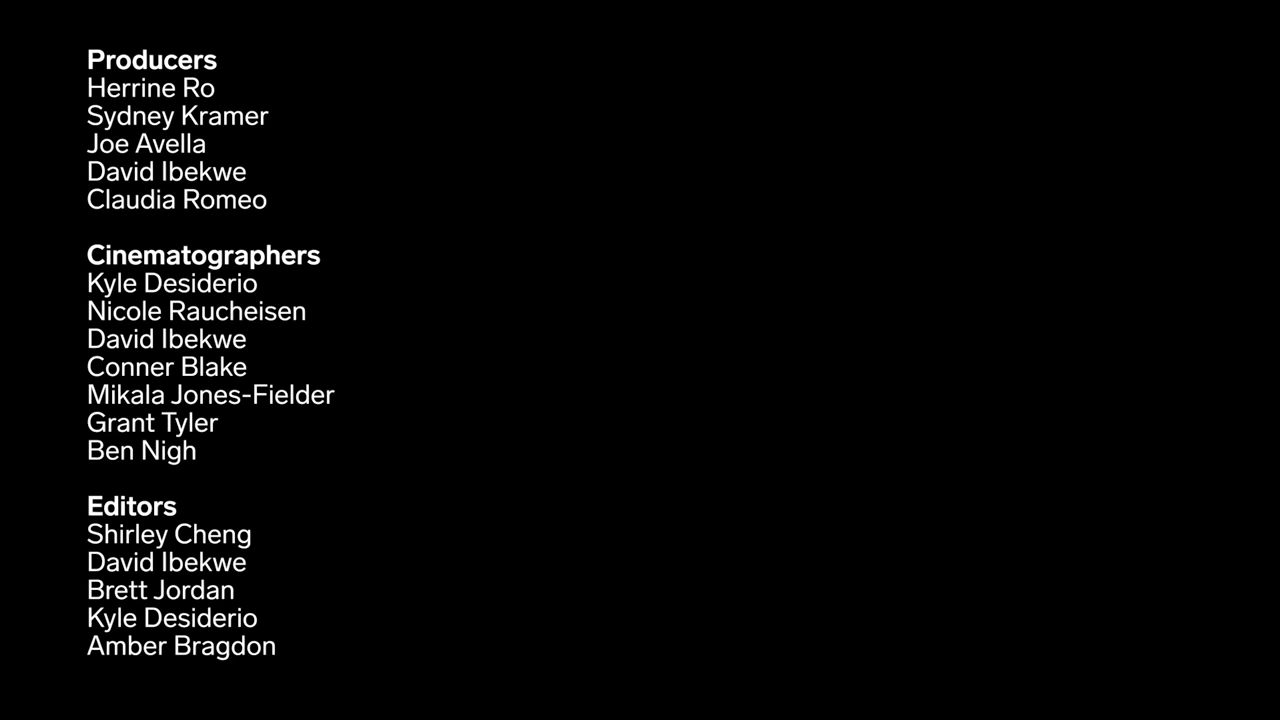 Producers
Herrine Ro
Sydney Kramer
Joe Avella
David Ibekwe
Claudia Romeo
Cinematographers
Kyle Desiderio
Nicole Raucheisen
David Ibekwe
Conner Blake
Mikala Jones-Fielder
Grant Tyler
Ben Nigh
Editors
Shirley Cheng
David Ibekwe
Brett Jordan
Kyle Desiderio
Amber Bragdon